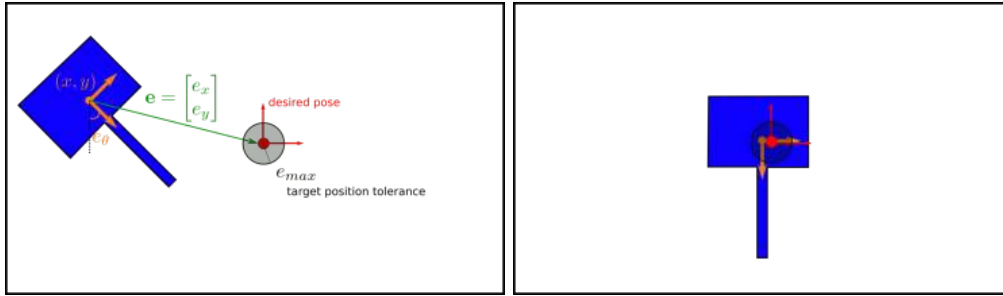 (x, y)
e = [e_x
e_y]
desired pose
e_θ
e_max
target position tolerance